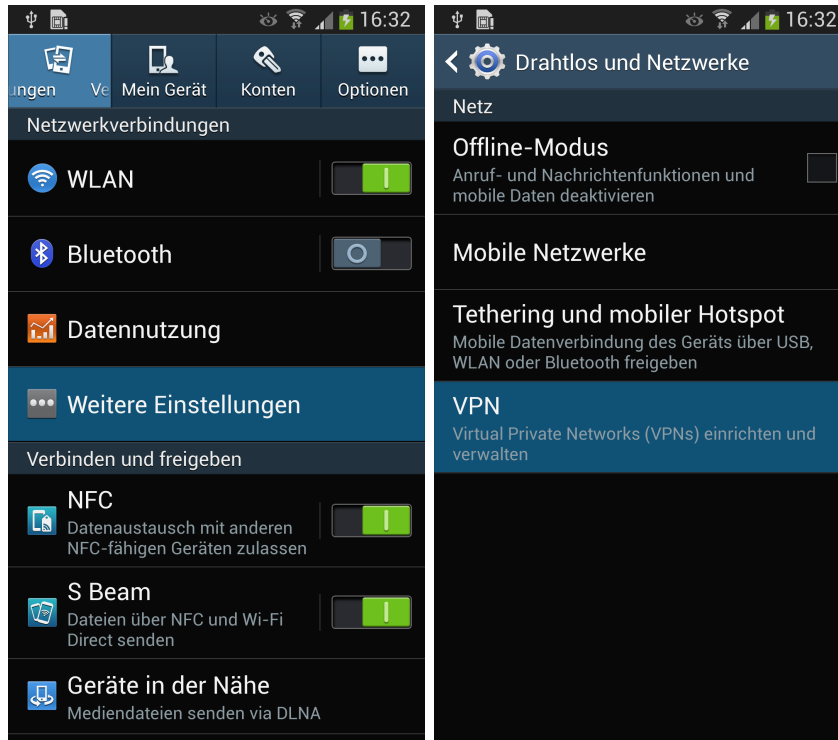 16:32
ungen Ve Mein Gerät Konten Optionen
Netzwerkverbindungen
WLAN
Bluetooth
Datennutzung
Weitere Einstellungen
Verbinden und freigeben
NFC
Datenaustausch mit anderen
NFC-fähigen Geräten zulassen
S Beam
Dateien über NFC und Wi-Fi
Direct senden
Geräte in der Nähe
Mediendateien senden via DLNA
16:32
Drahtlos und Netzwerke
Netz
Offline-Modus
Anruf- und Nachrichtenfunktionen und
mobile Daten deaktivieren
Mobile Netzwerke
Tethering und mobiler Hotspot
Mobile Datenverbindung des Geräts über USB,
WLAN oder Bluetooth freigeben
VPN
Virtual Private Networks (VPNs) einrichten und
verwalten